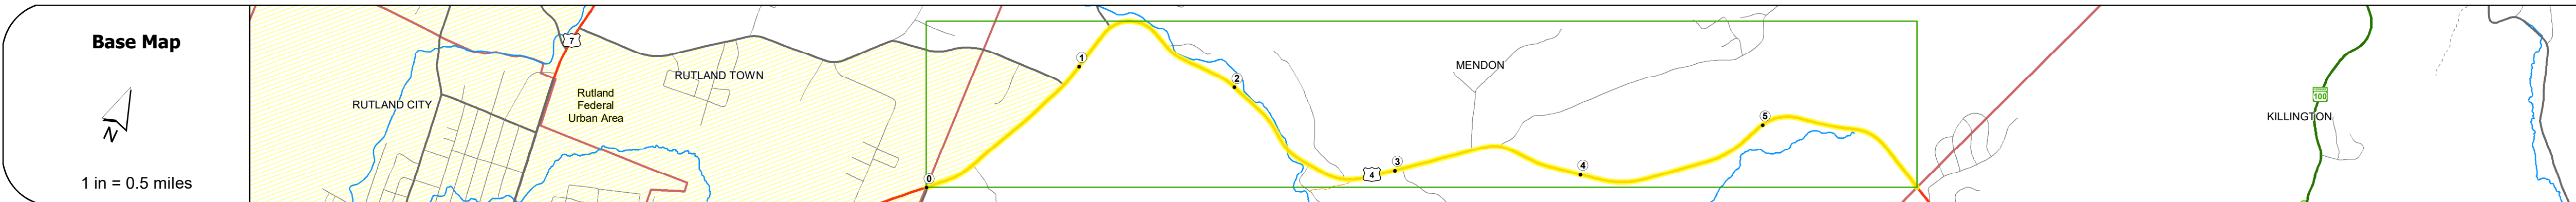 Base Map
N
1 in = 0.5 miles
7
RUTLAND TOWN
RUTLAND CITY
Rutland
Federal
Urban Area
0
1
2
3
4
4
5
MENDON
100
KILLINGTON